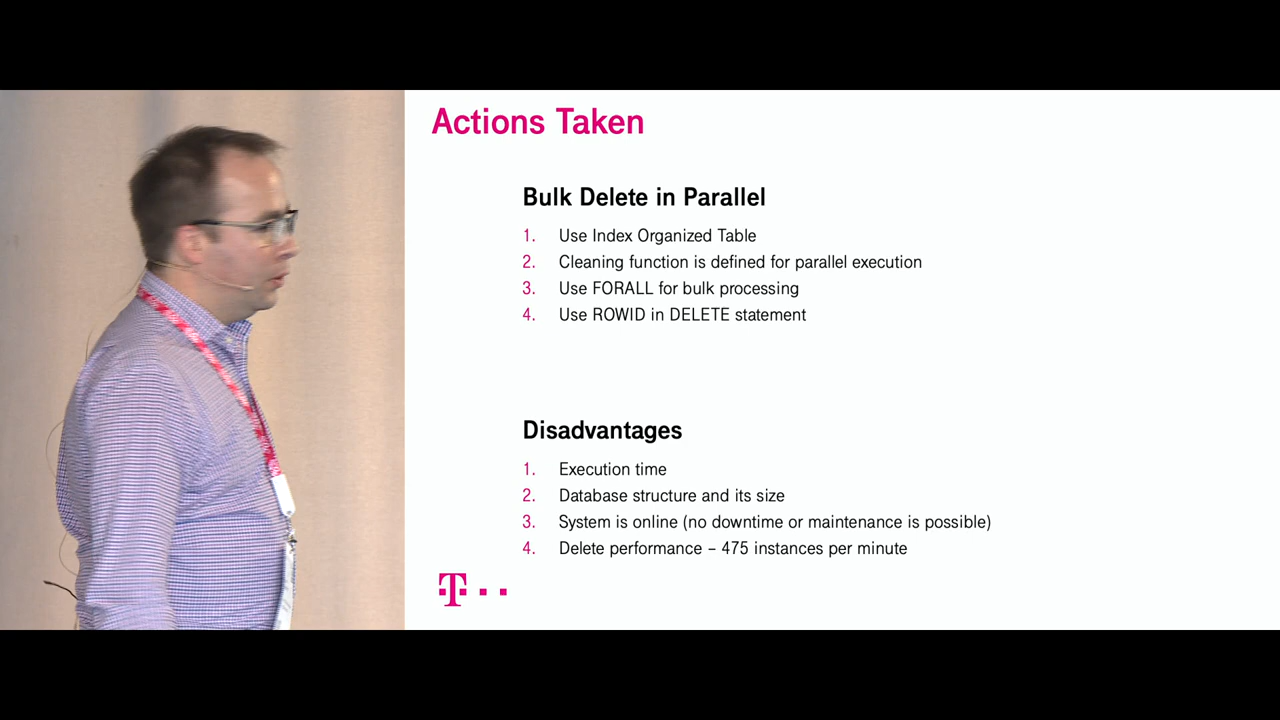 Actions Taken
Bulk Delete in Parallel
1. Use Index Organized Table
2. Cleaning function is defined for parallel execution
3. Use FORALL for bulk processing
4. Use ROWID in DELETE statement
Disadvantages
1. Execution time
2. Database structure and its size
3. System is online (no downtime or maintenance is possible)
4. Delete performance – 475 instances per minute
T